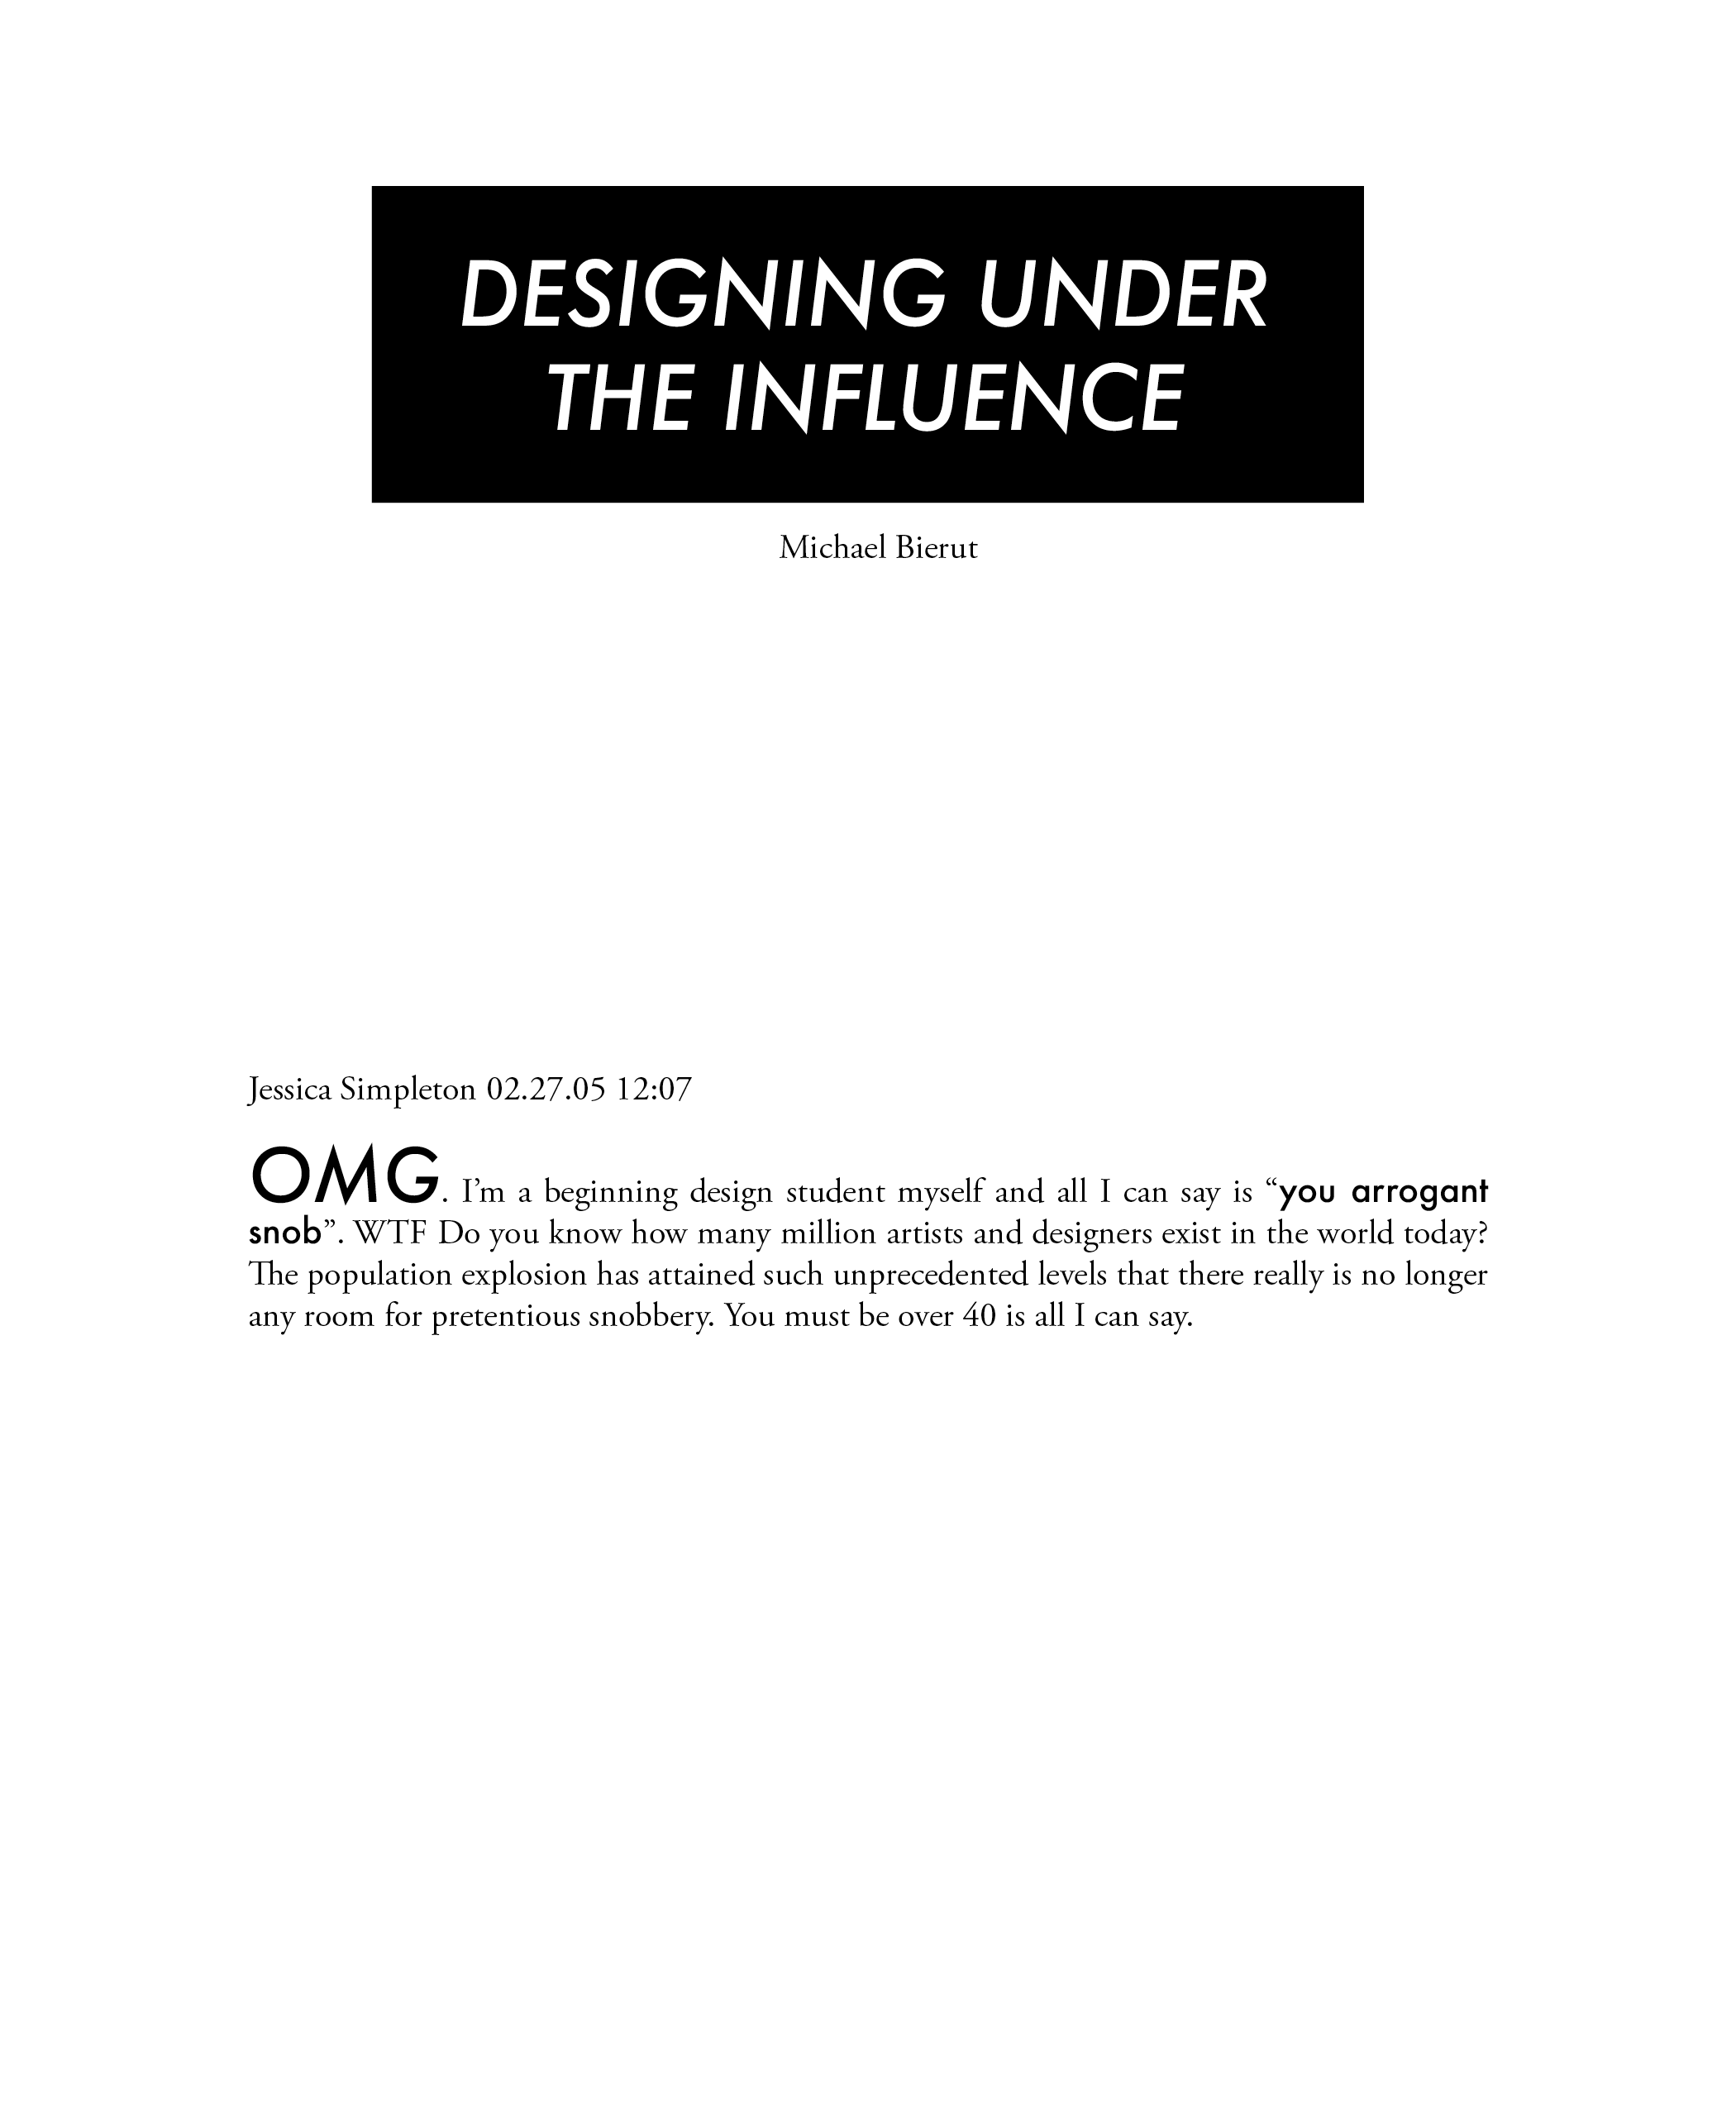 DESIGNING UNDER
THE INFLUENCE
Michael Bierut
Jessica Simpleton 02.27.05 12:07
OMG. I’m a beginning design student myself and all I can say is “you arrogant
snob”. WTF Do you know how many million artists and designers exist in the world today?
The population explosion has attained such unprecedented levels that there really is no longer
any room for pretentious snobbery. You must be over 40 is all I can say.